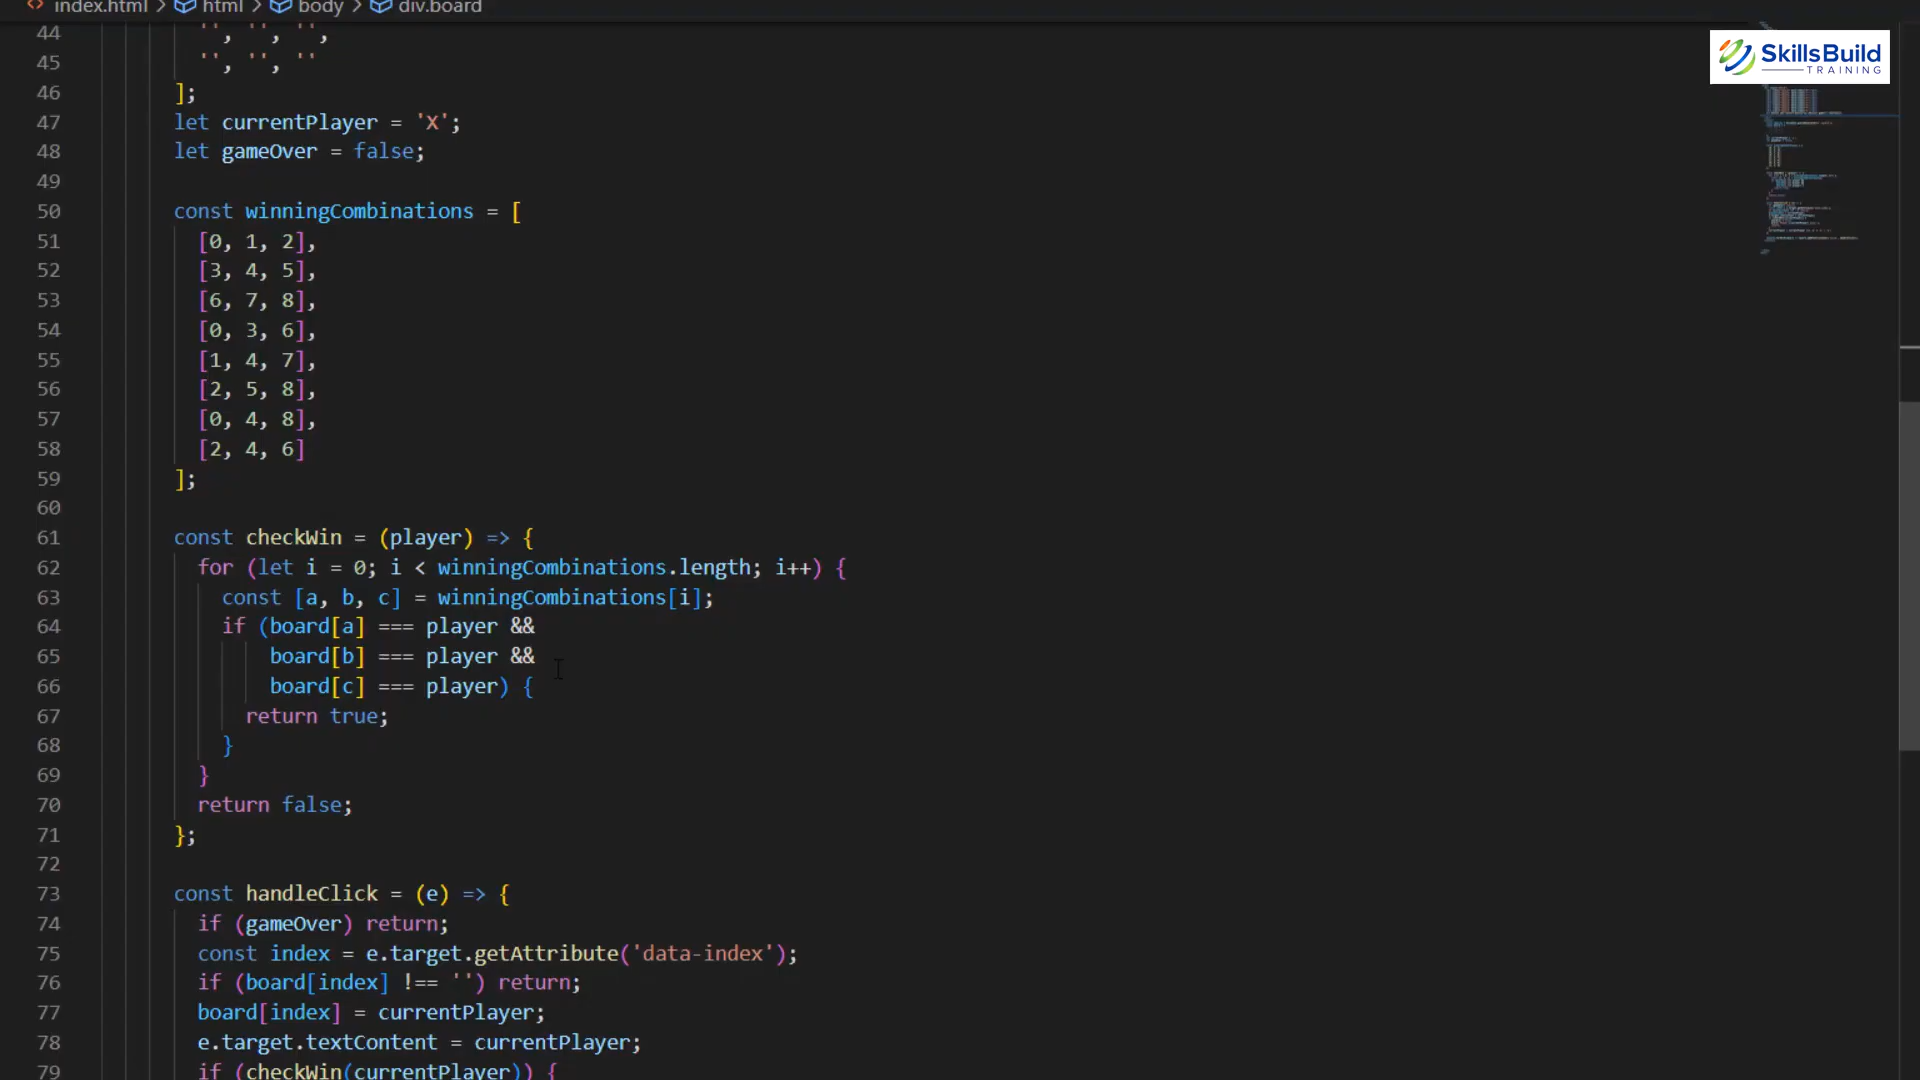 index.html > html > body > div.board
SkillsBuild
TRAINING
44 '', '', '',
45 '', '', ''
46 ];
47 let currentPlayer = 'X';
48 let gameOver = false;
49
50 const winningCombinations = [
51 [0, 1, 2],
52 [3, 4, 5],
53 [6, 7, 8],
54 [0, 3, 6],
55 [1, 4, 7],
56 [2, 5, 8],
57 [0, 4, 8],
58 [2, 4, 6]
59 ];
60
61 const checkWin = (player) => {
62 for (let i = 0; i < winningCombinations.length; i++) {
63 const [a, b, c] = winningCombinations[i];
64 if (board[a] === player &&
65 board[b] === player &&
66 board[c] === player) {
67 return true;
68 }
69 }
70 return false;
71 };
72
73 const handleClick = (e) => {
74 if (gameOver) return;
75 const index = e.target.getAttribute('data-index');
76 if (board[index] !== '') return;
77 board[index] = currentPlayer;
78 e.target.textContent = currentPlayer;
79 if (checkWin(currentPlayer)) {